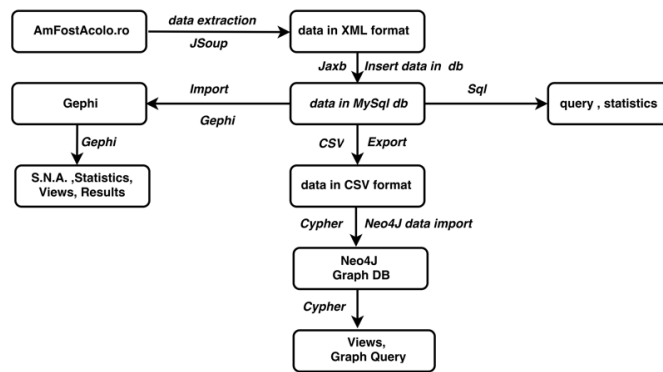 AmFostAcolo.ro
data extraction
JSoup
data in XML format
Jaxb Insert data in db
Gephi
Import
Gephi
data in MySql db
Sql
query , statistics
Gephi
CSV Export
S.N.A. ,Statistics,
Views, Results
data in CSV format
Cypher Neo4J data import
Neo4J
Graph DB
Cypher
Views,
Graph Query